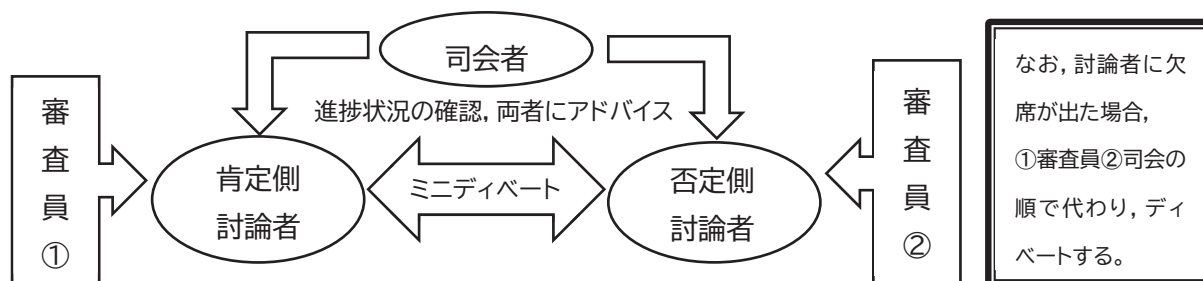 司会者
進捗状況の確認，両者にアドバイス
審査員①
肯定側
討論者
ミニディベート
否定側
討論者
審査員②
なお，討論者に欠
席が出た場合，
①審査員②司会の
順で代わり，ディ
ベートする。